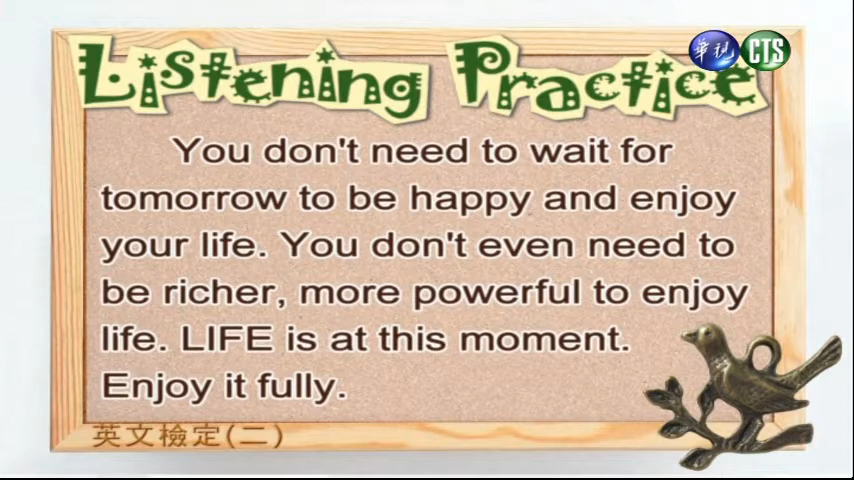 華視 CTS
Listening Practice
You don't need to wait for
tomorrow to be happy and enjoy
your life. You don't even need to
be richer, more powerful to enjoy
life. LIFE is at this moment.
Enjoy it fully.
英文檢定(二)